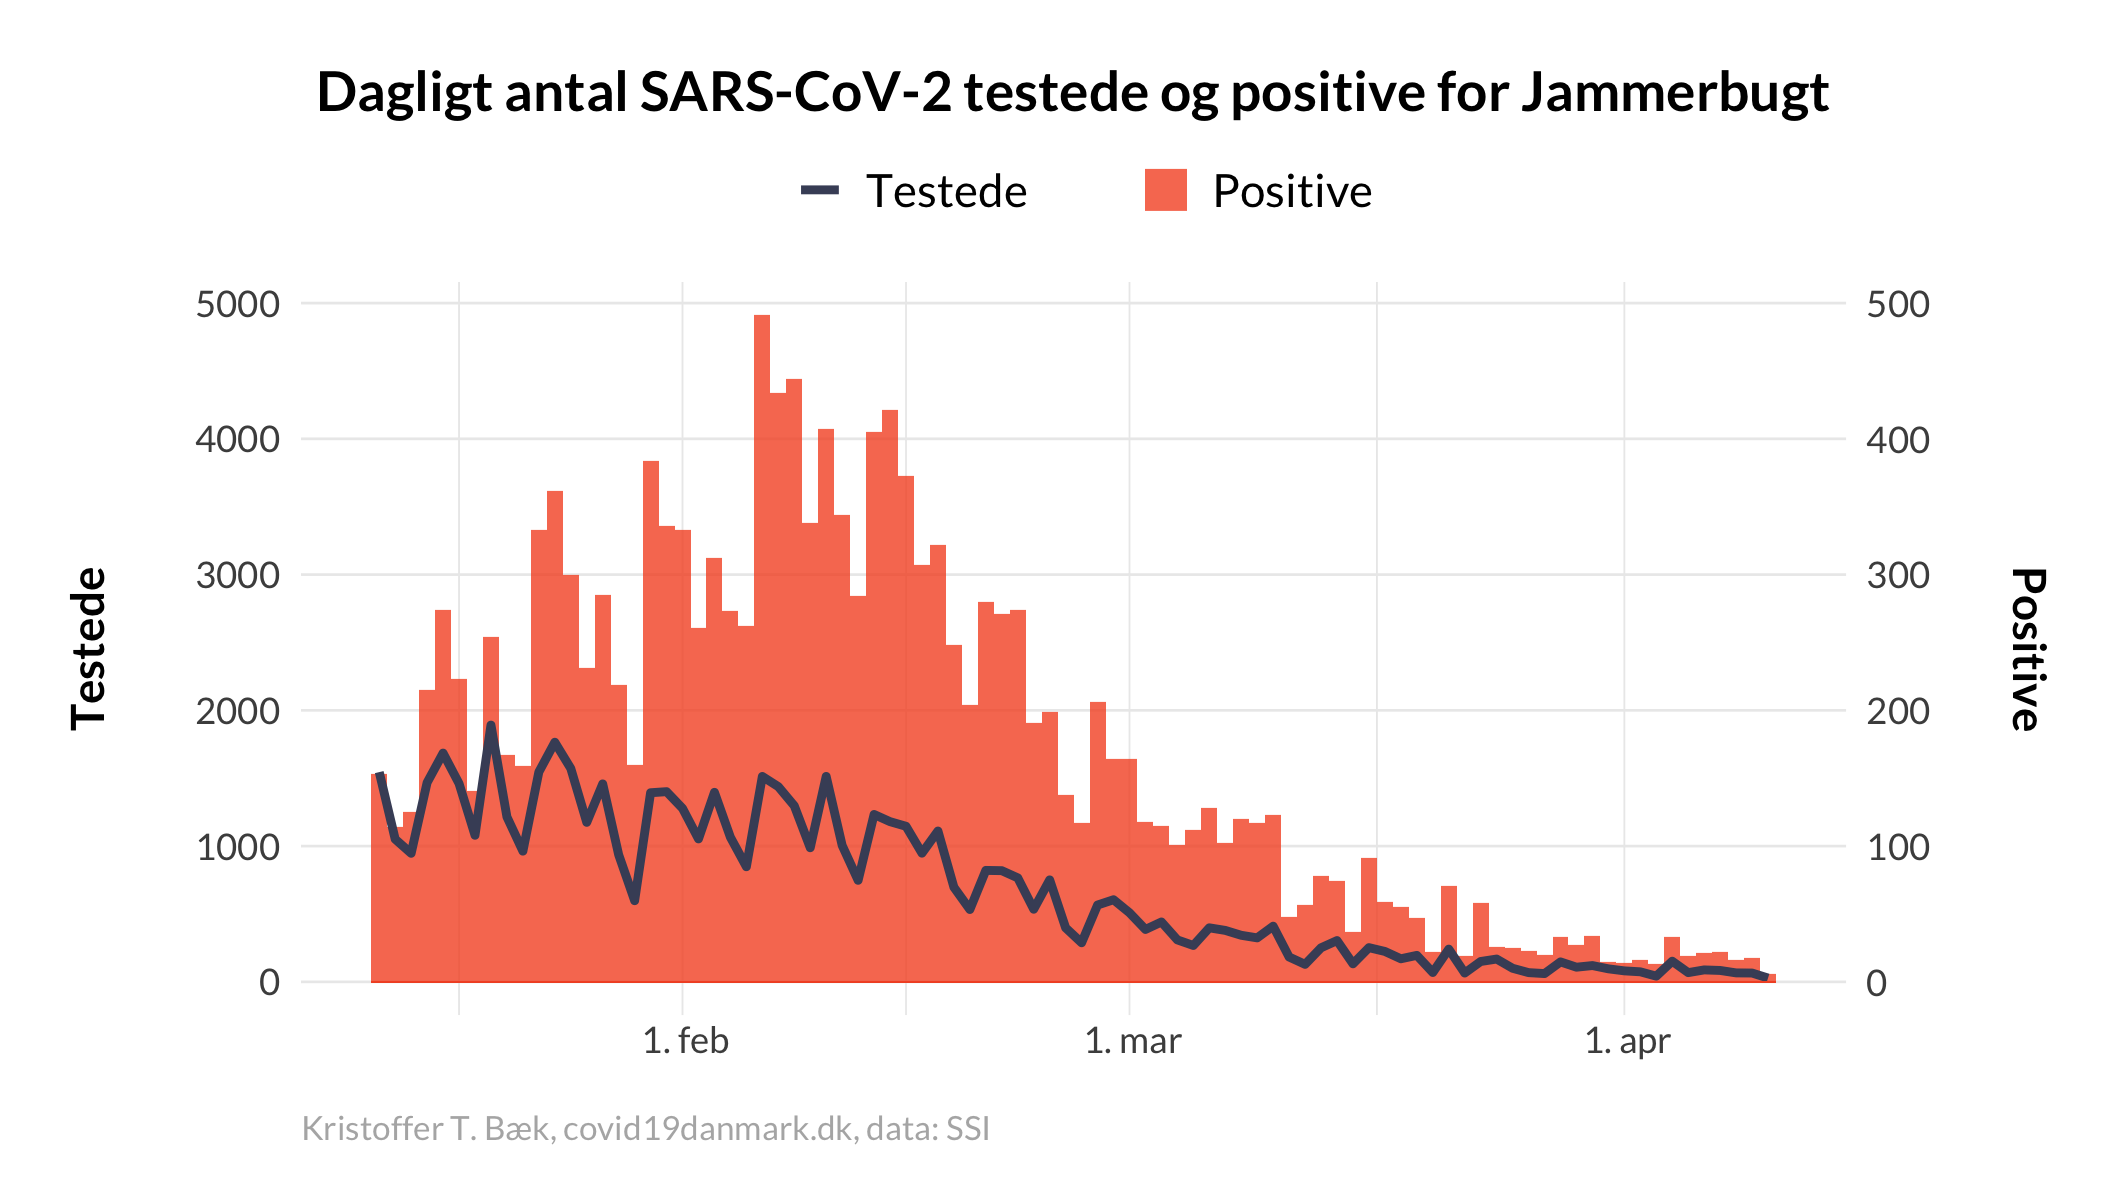 Dagligt antal SARS-CoV-2 testede og positive for Jammerbugt
Testede Positive
5000 500
4000 400
3000 300
2000 200
1000 100
0 0
Testede
Positive
1. feb 1. mar 1. apr
Kristoffer T. Bæk, covid19danmark.dk, data: SSI